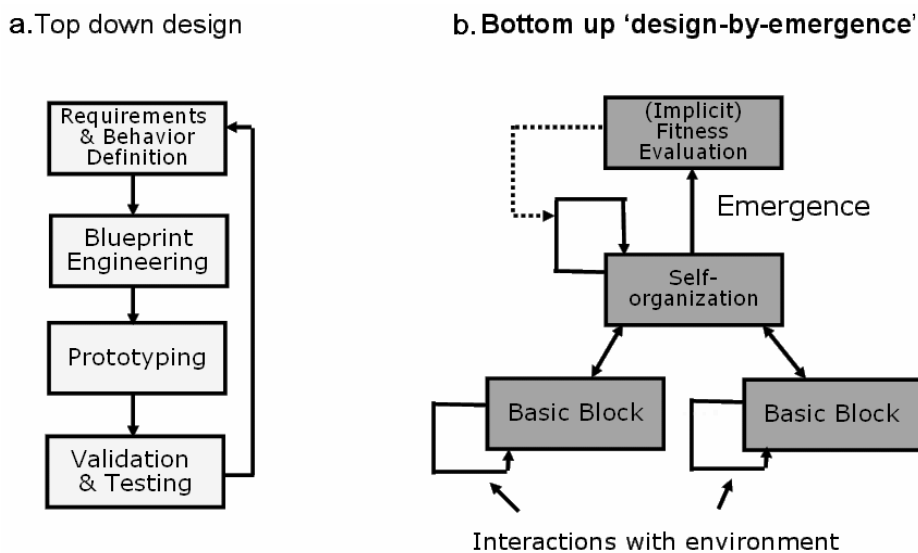 a.Top down design
Requirements
& Behavior
Definition
Blueprint
Engineering
Prototyping
Validation
& Testing
b. Bottom up ‘design-by-emergence’
(Implicit)
Fitness
Evaluation
Emergence
Self-
organization
Basic Block
Basic Block
Interactions with environment